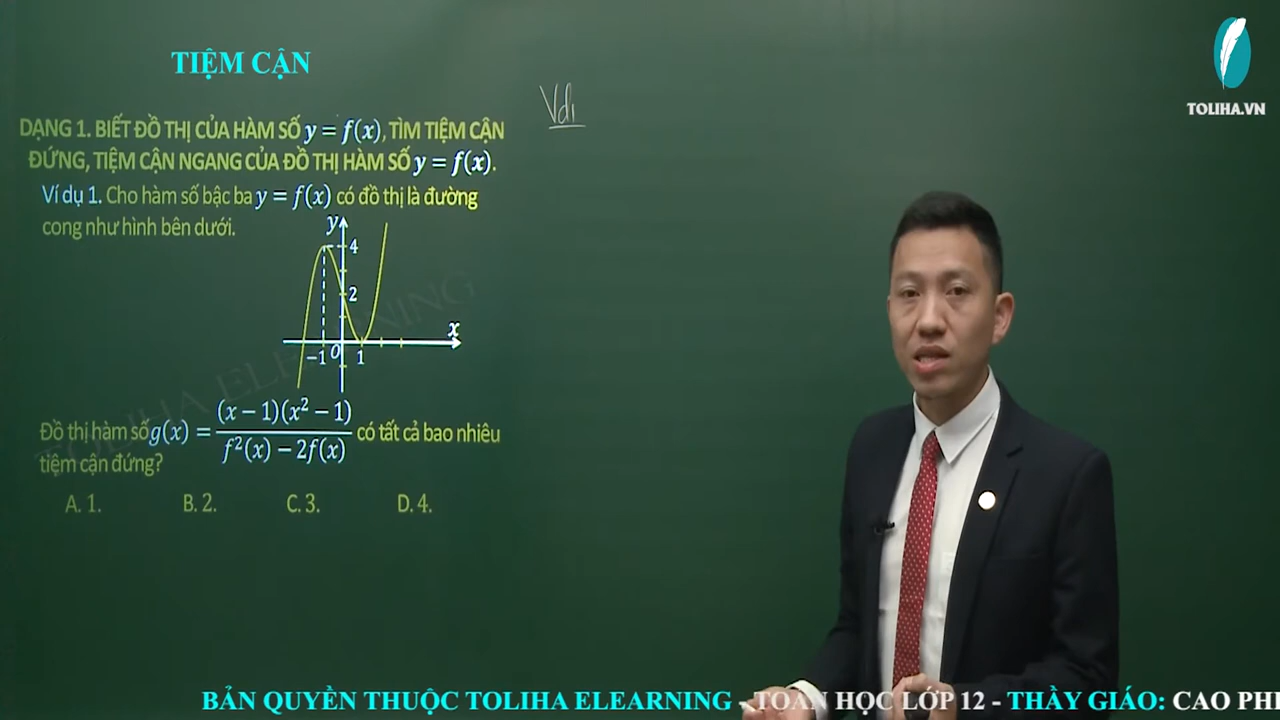 TIỆM CẬN
TOLIHA.VN
Vd1
DẠNG 1. BIẾT ĐỒ THỊ CỦA HÀM SỐ y = f(x), TÌM TIỆM CẬN
ĐỨNG, TIỆM CẬN NGANG CỦA ĐỒ THỊ HÀM SỐ y = f(x).
Ví dụ 1. Cho hàm số bậc ba y = f(x) có đồ thị là đường
cong như hình bên dưới.
y
4
2
x
−1 O 1
TOLIHA ELEARNING
Đồ thị hàm số g(x) = (x − 1)(x² − 1) / f²(x) − 2f(x) có tất cả bao nhiêu
tiệm cận đứng?
A. 1. B. 2. C. 3. D. 4.
BẢN QUYỀN THUỘC TOLIHA ELEARNING - TOÁN HỌC LỚP 12 - THẦY GIÁO: CAO PHI